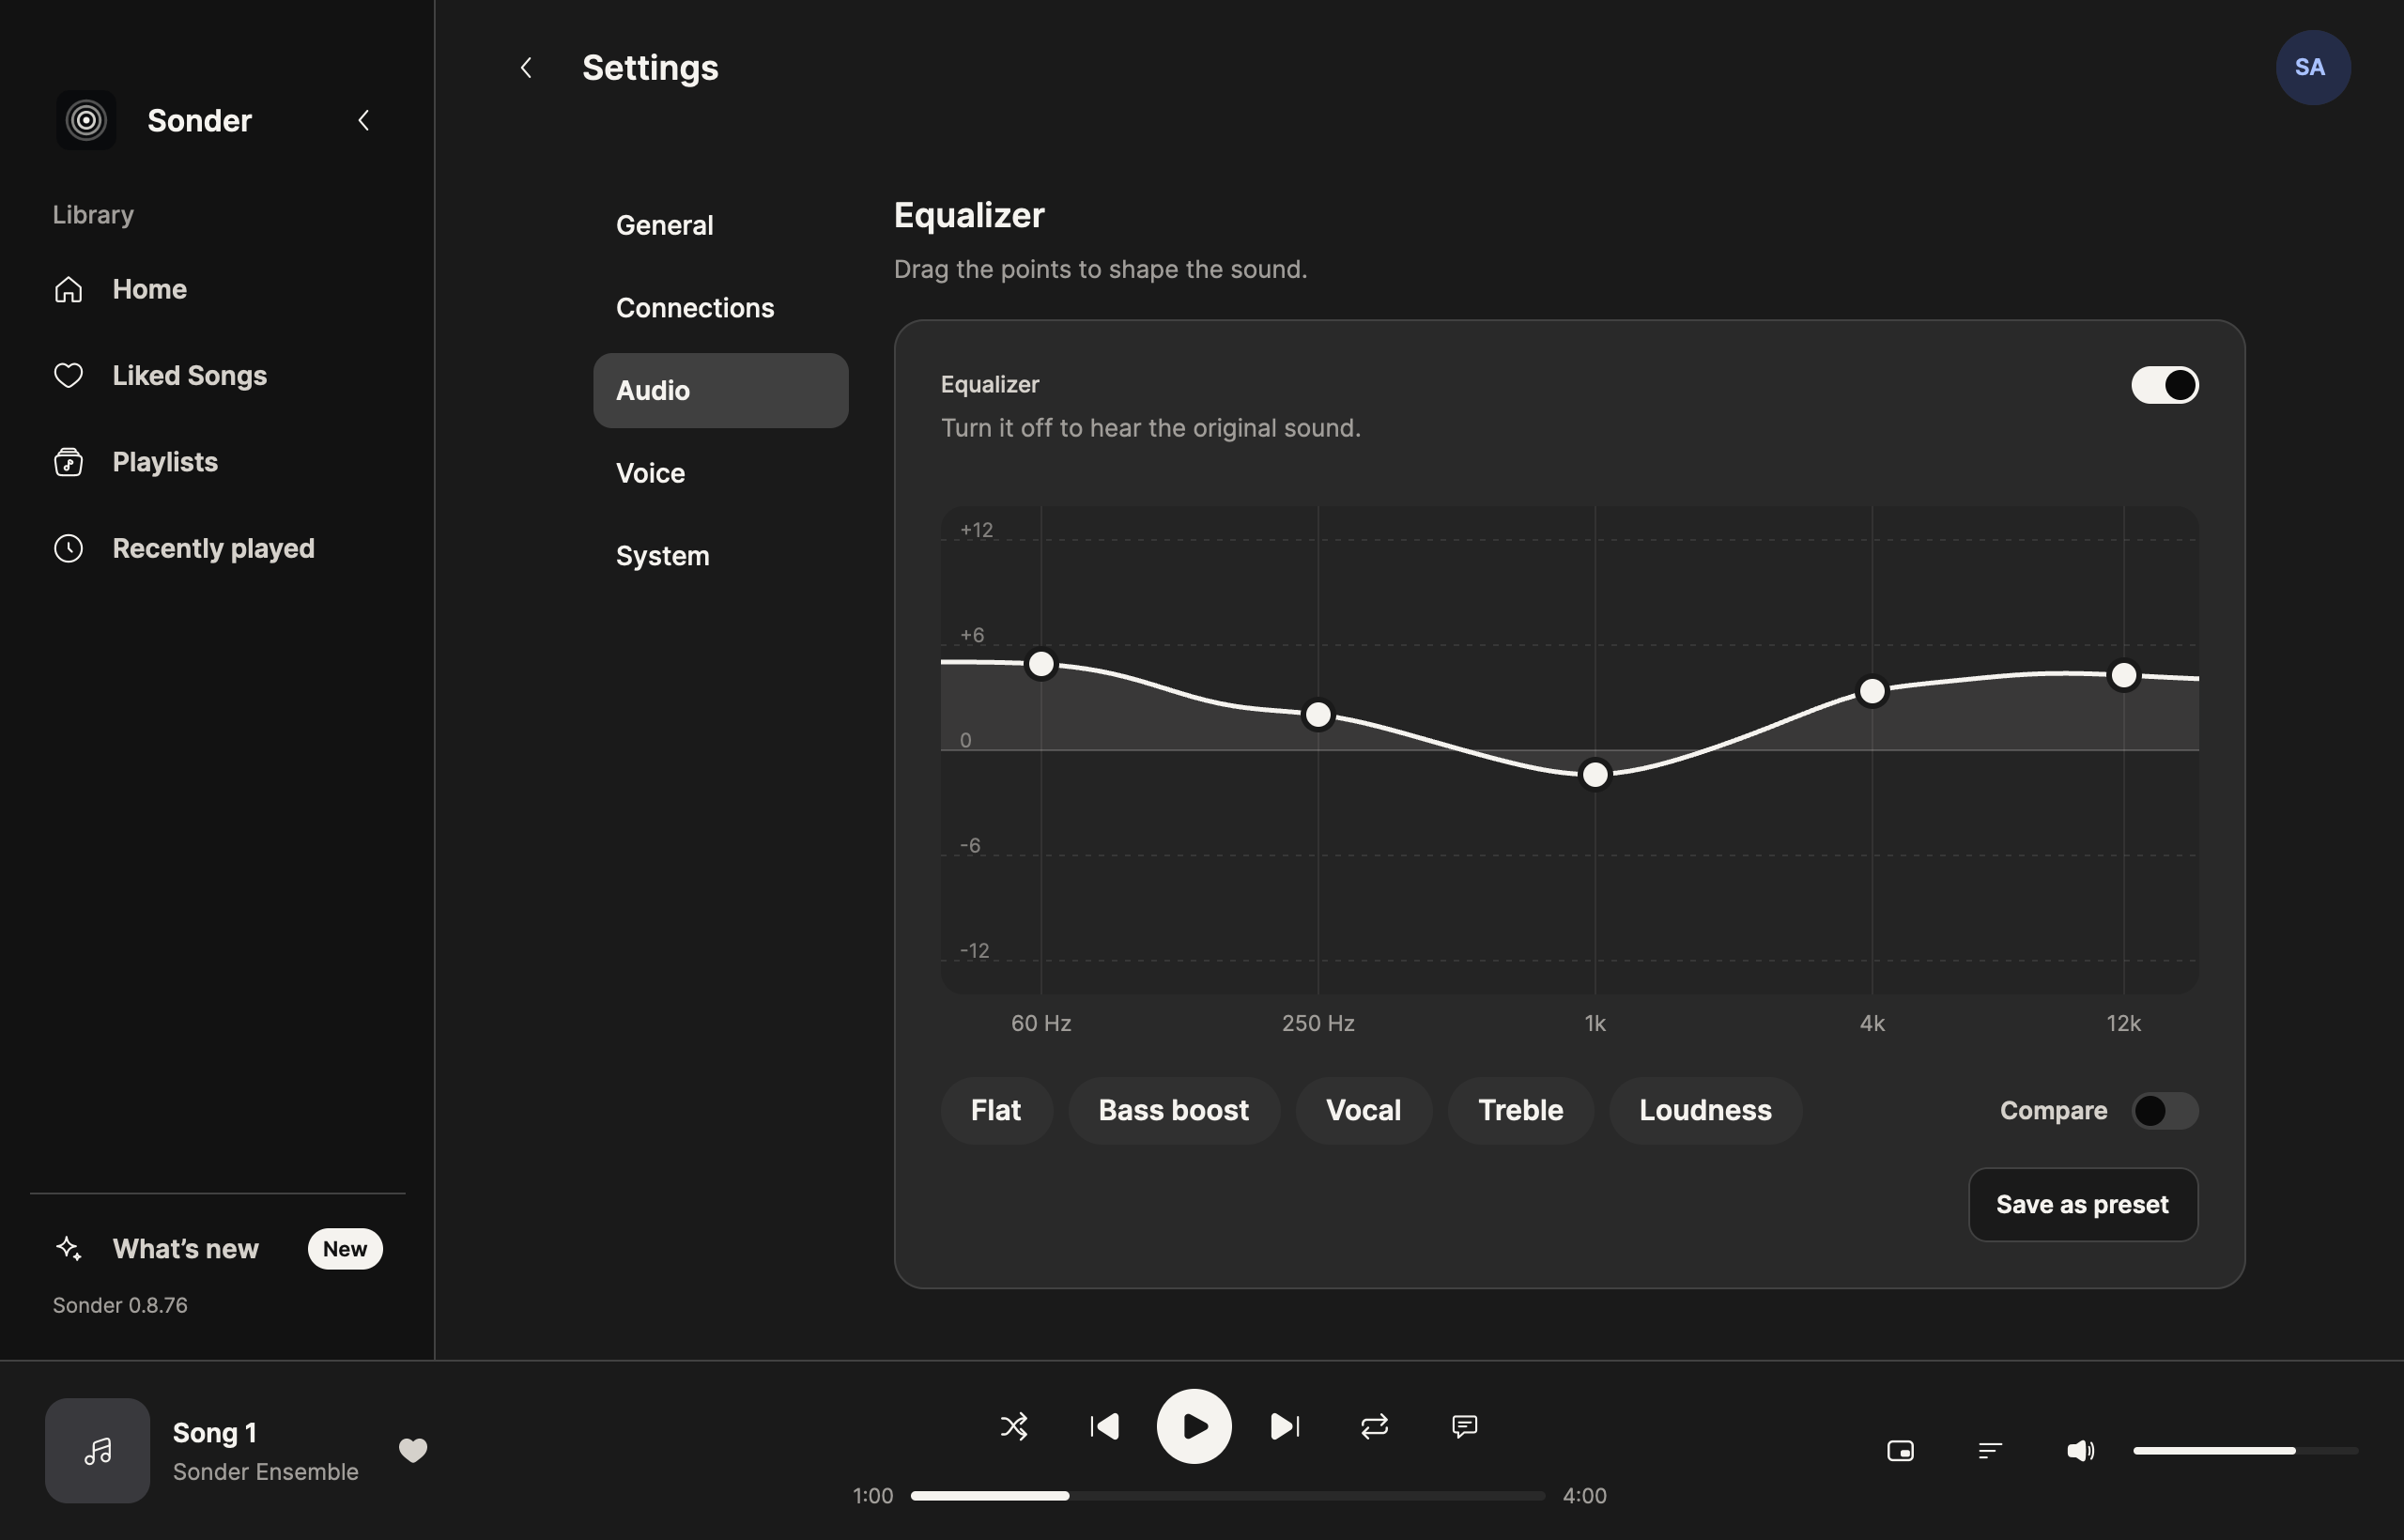 Sonder
Library
Home
Liked Songs
Playlists
Recently played
What's new
New
Sonder 0.8.76
Settings
SA
General
Connections
Audio
Voice
System
Equalizer
Drag the points to shape the sound.
Equalizer
Turn it off to hear the original sound.
+12
+6
0
-6
-12
60 Hz 250 Hz 1k 4k 12k
Flat Bass boost Vocal Treble Loudness Compare
Save as preset
Song 1
Sonder Ensemble
1:00 4:00